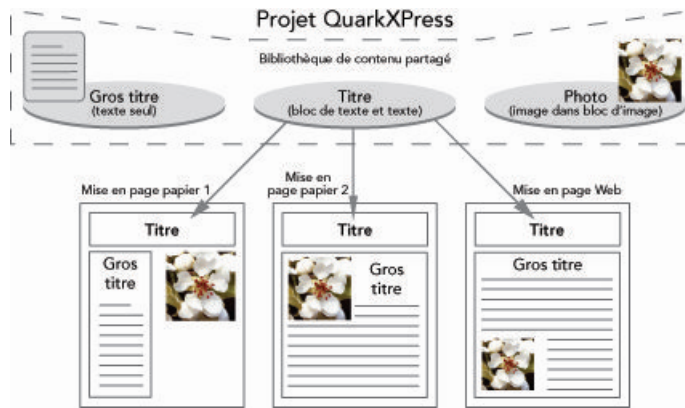 Projet QuarkXPress
Bibliothèque de contenu partagé
Gros titre
(texte seul)
Titre
(bloc de texte et texte)
Photo
(image dans bloc d'image)
Mise en page papier 1
Mise en
page papier 2
Mise en page Web
Titre
Gros
titre
Titre
Gros
titre
Titre
Gros titre